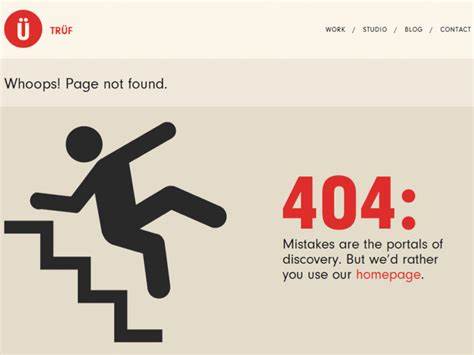 Ü TRÜF
WORK / STUDIO / BLOG / CONTACT
Whoops! Page not found.
404:
Mistakes are the portals of
discovery. But we'd rather
you use our homepage.